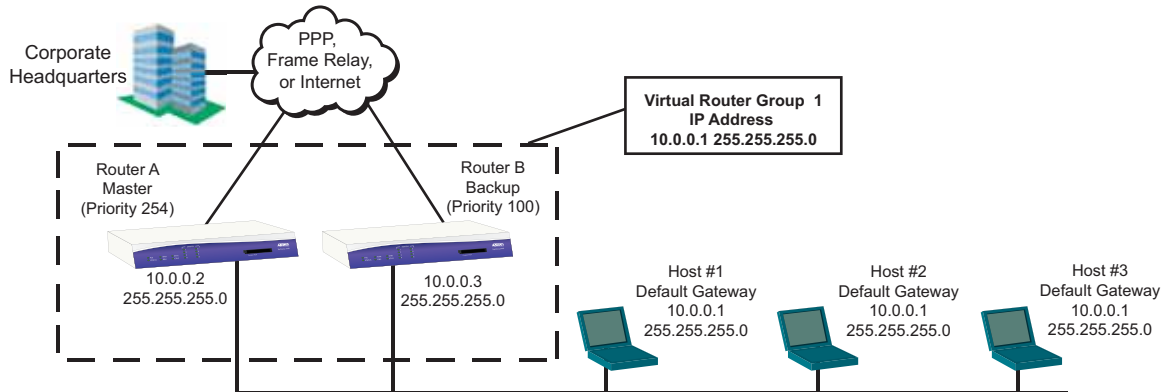 Corporate
Headquarters
PPP,
Frame Relay,
or Internet
Virtual Router Group 1
IP Address
10.0.0.1 255.255.255.0
Router A
Master
(Priority 254)
Router B
Backup
(Priority 100)
10.0.0.2
255.255.255.0
10.0.0.3
255.255.255.0
Host #1
Default Gateway
10.0.0.1
255.255.255.0
Host #2
Default Gateway
10.0.0.1
255.255.255.0
Host #3
Default Gateway
10.0.0.1
255.255.255.0